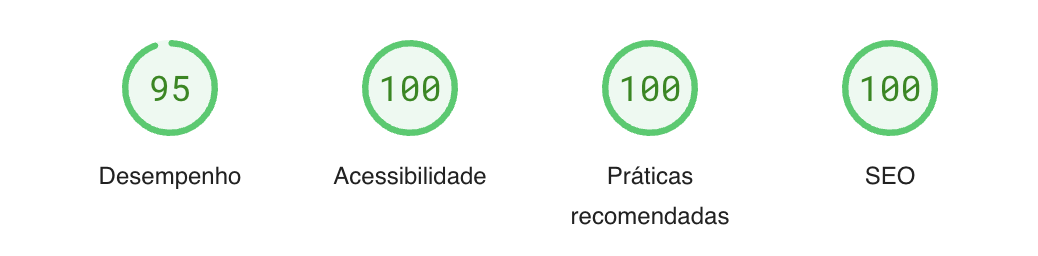 95
100
100
100
Desempenho
Acessibilidade
Práticas
recomendadas
SEO